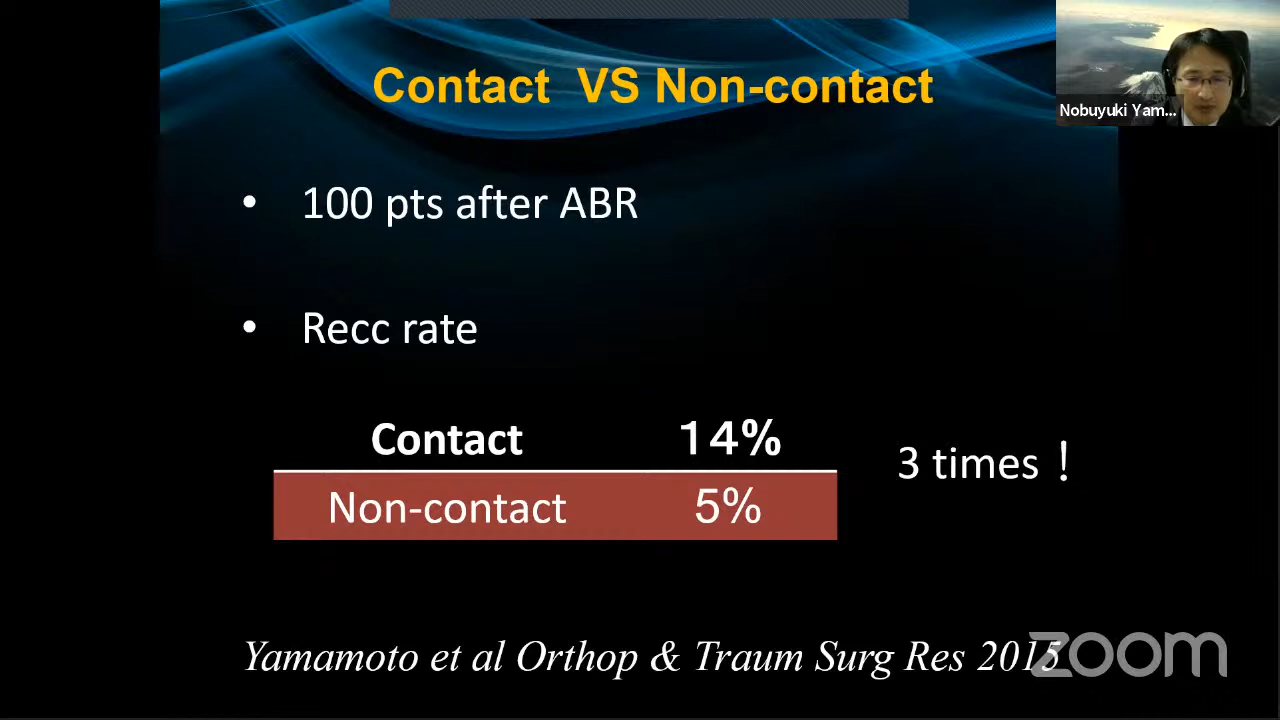 Contact VS Non-contact
Nobuyuki Yam...
• 100 pts after ABR
• Recc rate
Contact 14%
3 times !
Non-contact 5%
Yamamoto et al Orthop & Traum Surg Res 2015
zoom